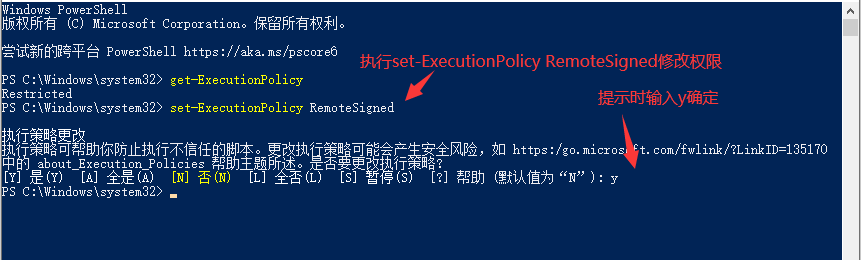 Windows PowerShell
版权所有 (C) Microsoft Corporation。保留所有权利。
尝试新的跨平台 PowerShell https://aka.ms/pscore6
PS C:\Windows\system32> get-ExecutionPolicy
执行set-ExecutionPolicy RemoteSigned修改权限
Restricted
PS C:\Windows\system32> set-ExecutionPolicy RemoteSigned
提示时输入y确定
执行策略更改
执行策略可帮助你防止执行不信任的脚本。更改执行策略可能会产生安全风险，如 https:/go.microsoft.com/fwlink/?LinkID=135170
中的 about_Execution_Policies 帮助主题所述。是否要更改执行策略?
[Y] 是(Y)  [A] 全是(A)  [N] 否(N)  [L] 全否(L)  [S] 暂停(S)  [?] 帮助 (默认值为“N”): y
PS C:\Windows\system32>